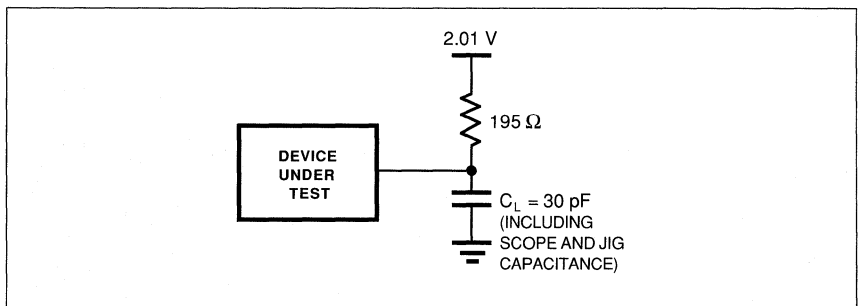 2.01 V
195 Ω
DEVICE
UNDER
TEST
C_L = 30 pF
(INCLUDING
SCOPE AND JIG
CAPACITANCE)